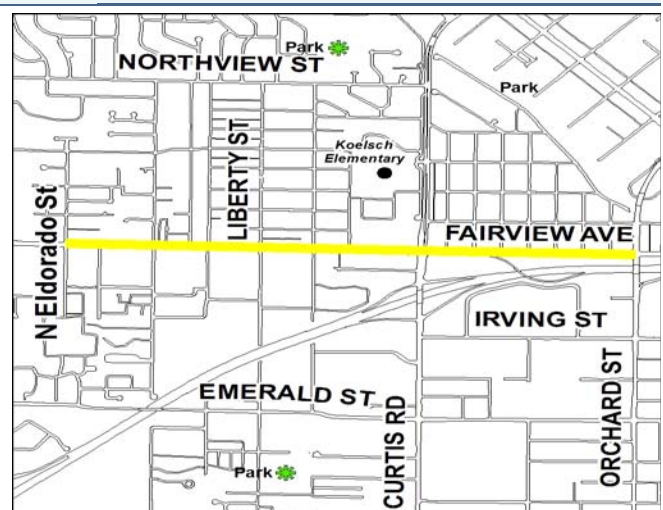 Park
NORTHVIEW ST
Park
Koelsch
Elementary
LIBERTY ST
N Eldorado St
FAIRVIEW AVE
IRVING ST
EMERALD ST
CURTIS RD
ORCHARD ST
Park